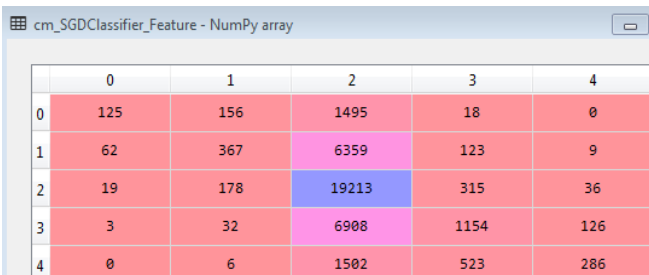 cm_SGDClassifier_Feature - NumPy array
0 1 2 3 4
0 125 156 1495 18 0
1 62 367 6359 123 9
2 19 178 19213 315 36
3 3 32 6908 1154 126
4 0 6 1502 523 286